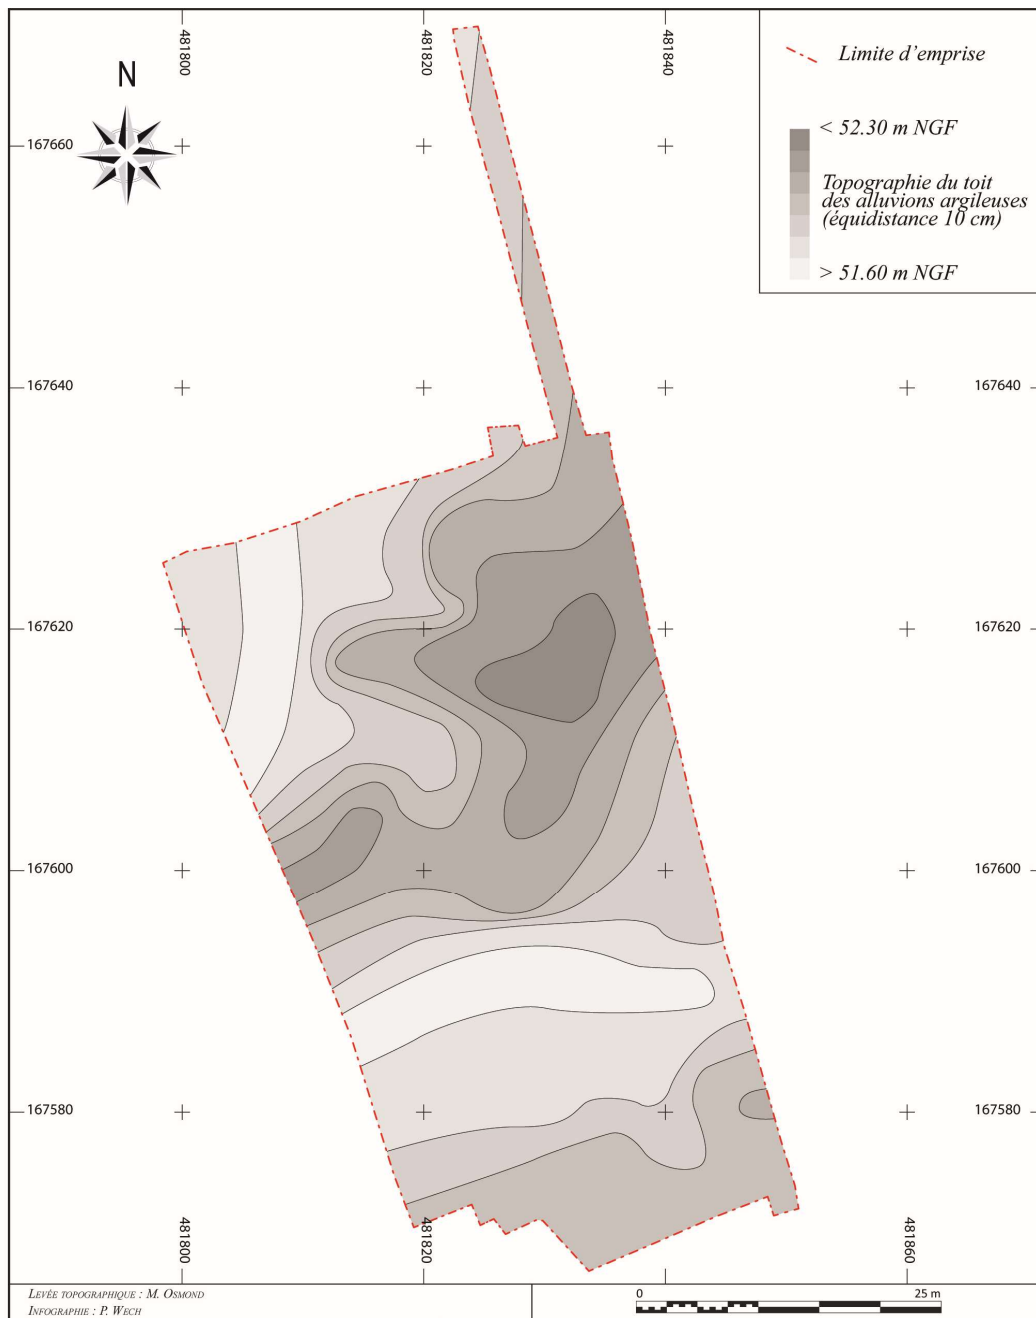 481800
481820
481840
N
Limite d'emprise
< 52.30 m NGF
Topographie du toit
des alluvions argileuses
(équidistance 10 cm)
> 51.60 m NGF
167660
167640
167640
167620
167620
167600
167600
167580
167580
481800
481820
481860
Levée topographique : M. Osmond
Infographie : P. Wech
0
25 m